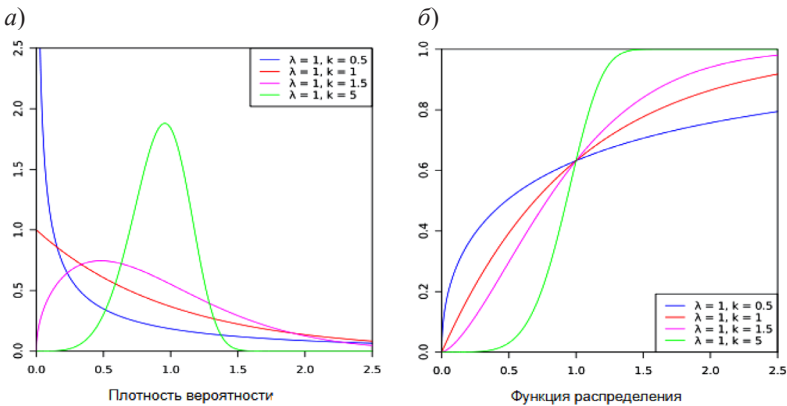 а)
2.5
2.0
1.5
1.0
0.5
0.0
λ = 1, k = 0.5
λ = 1, k = 1
λ = 1, k = 1.5
λ = 1, k = 5
0.0 0.5 1.0 1.5 2.0 2.5
Плотность вероятности
б)
1.0
0.8
0.6
0.4
0.2
0.0
λ = 1, k = 0.5
λ = 1, k = 1
λ = 1, k = 1.5
λ = 1, k = 5
0.0 0.5 1.0 1.5 2.0 2.5
Функция распределения